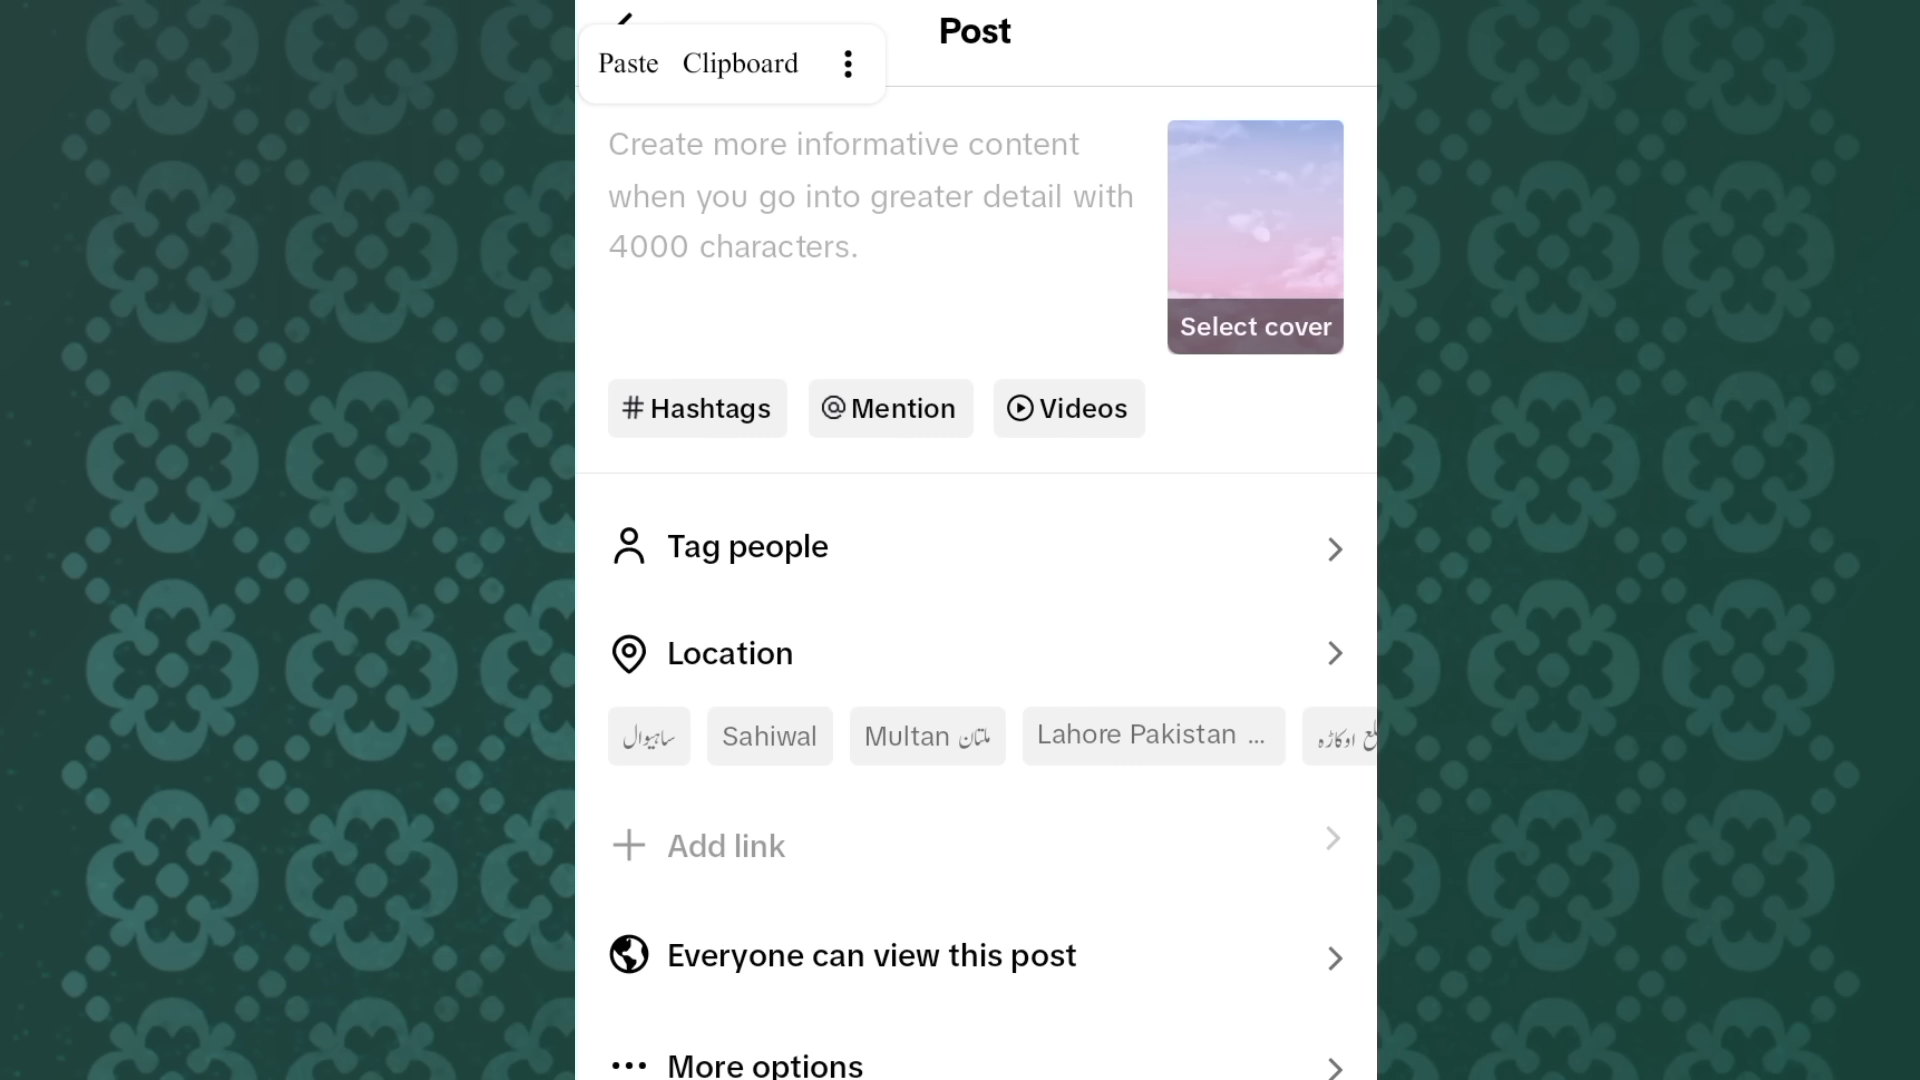 Post
Paste Clipboard
Create more informative content
when you go into greater detail with
4000 characters.
Select cover
# Hashtags @ Mention Videos
Tag people
Location
ساہیوال Sahiwal Multan ملتان Lahore Pakistan ... ضلع اوکاڑہ
Add link
Everyone can view this post
More options